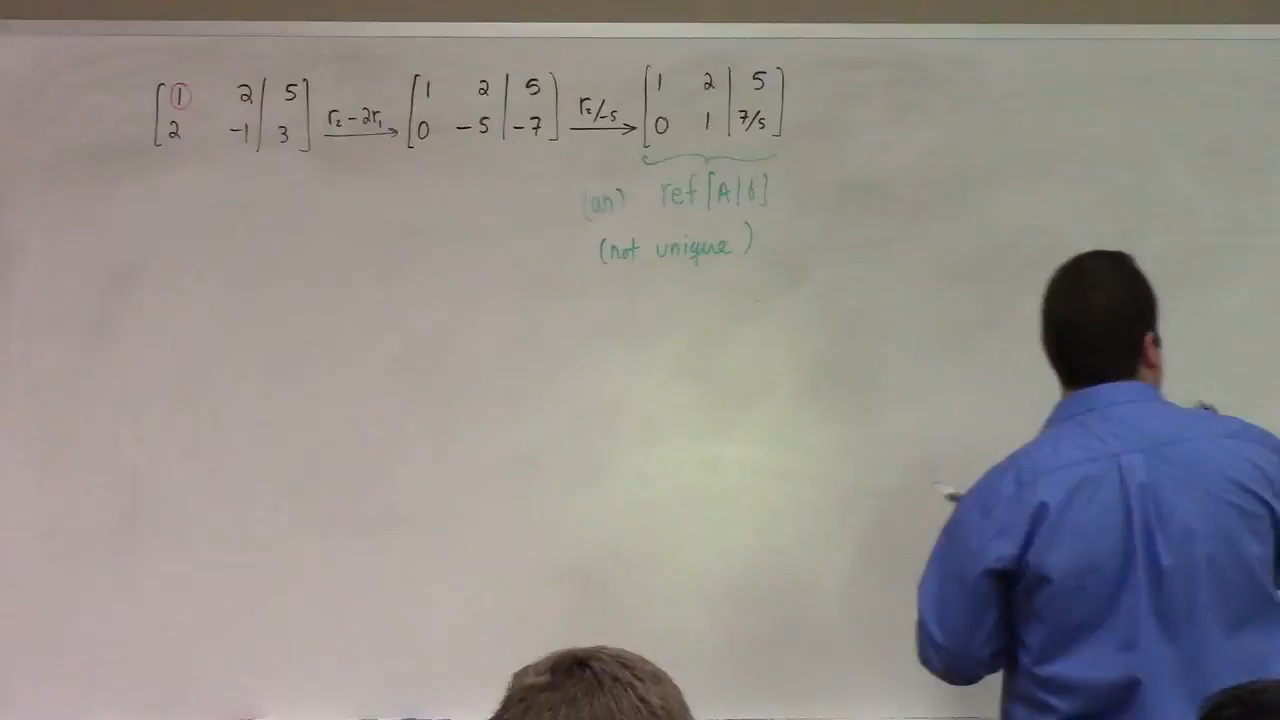 [ 1 2 | 5 ] [ 1 2 | 5 ] [ 1 2 | 5 ]
[ 2 -1 | 3 ] r₂-2r₁ → [ 0 -5 | -7 ] r₂/-5 → [ 0 1 | 7/5 ]
(an) ref [A|b]
(not unique)